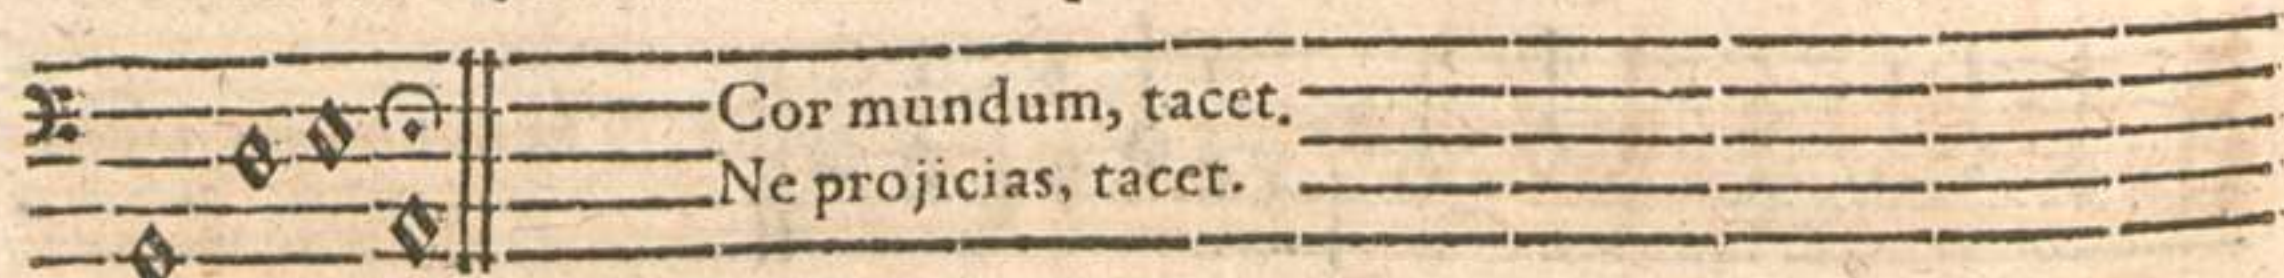 Cor mundum, tacet.
Ne projicias, tacet.